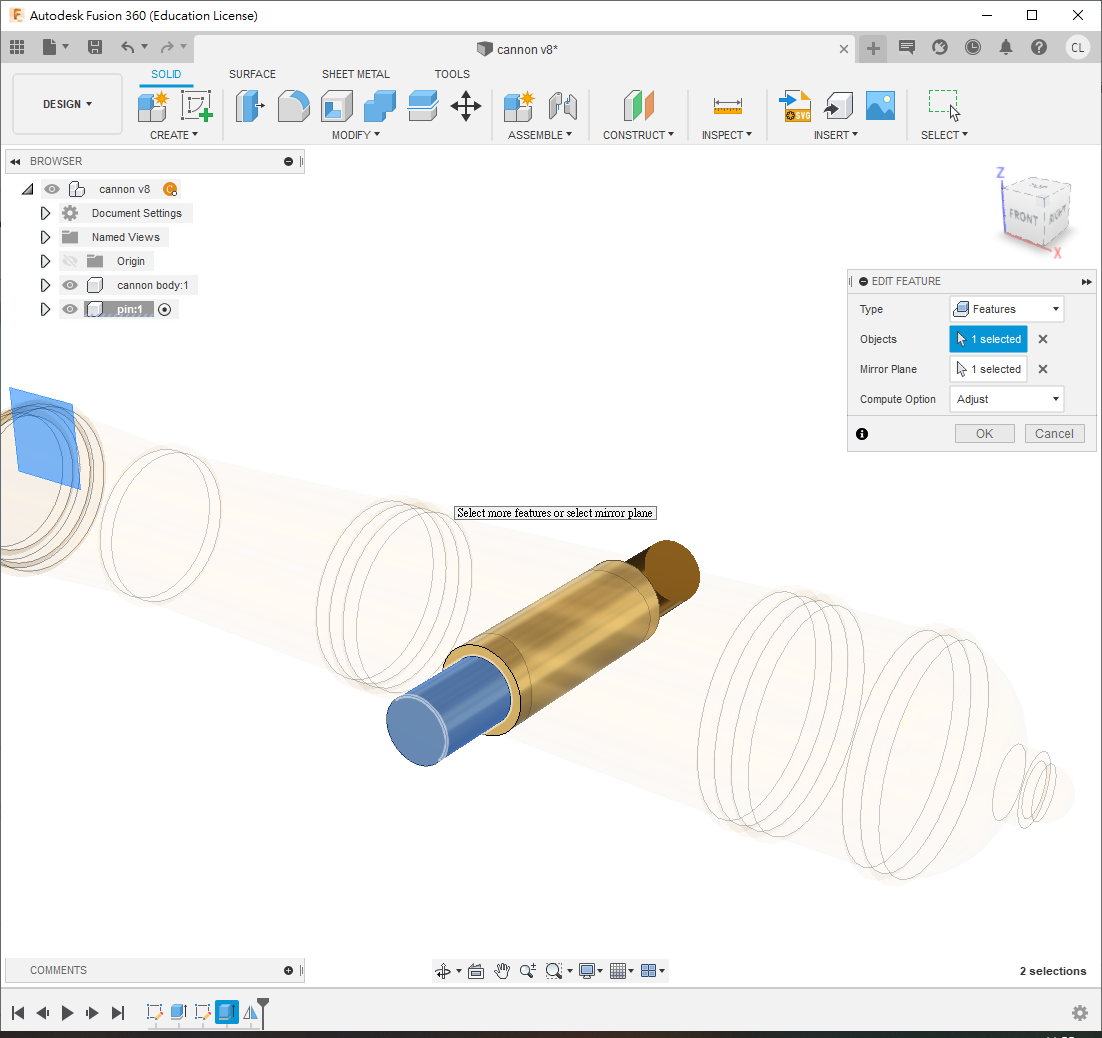 Autodesk Fusion 360 (Education License)
cannon v8*
CL
SOLID
SURFACE
SHEET METAL
TOOLS
DESIGN
CREATE
MODIFY
ASSEMBLE
CONSTRUCT
INSPECT
INSERT
SVG
SELECT
BROWSER
cannon v8
Document Settings
Named Views
Origin
cannon body:1
pin:1
Z
TOP
FRONT
RIGHT
X
EDIT FEATURE
Type
Features
Objects
1 selected
Mirror Plane
1 selected
Compute Option
Adjust
OK
Cancel
Select more features or select mirror plane
COMMENTS
2 selections